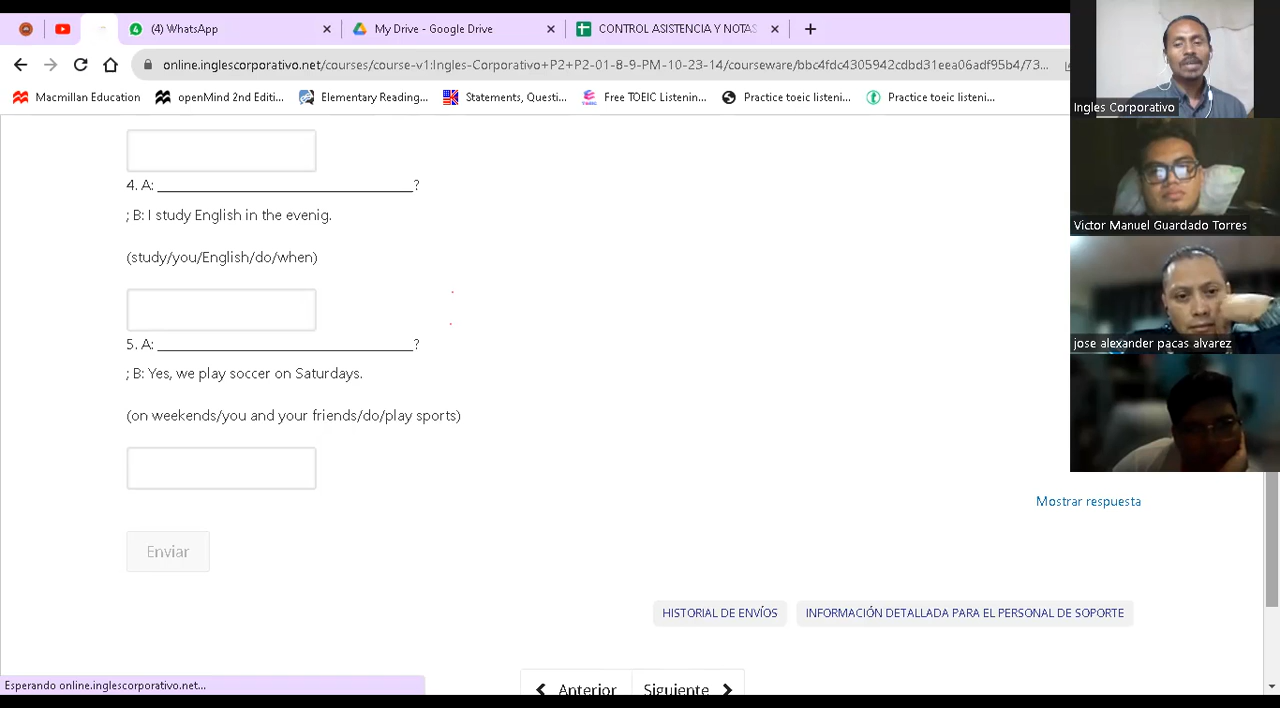 (4) WhatsApp
My Drive - Google Drive
CONTROL ASISTENCIA Y NOTAS
online.inglescorporativo.net/courses/course-v1:Ingles-Corporativo+P2+P2-01-8-9-PM-10-23-14/courseware/bbc4fdc4305942cdbd31eea06adf95b4/73...
Macmillan Education
openMind 2nd Editi...
Elementary Reading...
Statements, Questi...
Free TOEIC Listenin...
Practice toeic listeni...
Practice toeic listeni...
4. A: ______________________________?
; B: I study English in the evenig.
(study/you/English/do/when)
5. A: ______________________________?
; B: Yes, we play soccer on Saturdays.
(on weekends/you and your friends/do/play sports)
Mostrar respuesta
Enviar
HISTORIAL DE ENVÍOS
INFORMACIÓN DETALLADA PARA EL PERSONAL DE SOPORTE
Anterior
Siguiente
Esperando online.inglescorporativo.net...
Ingles Corporativo
Victor Manuel Guardado Torres
jose alexander pacas alvarez